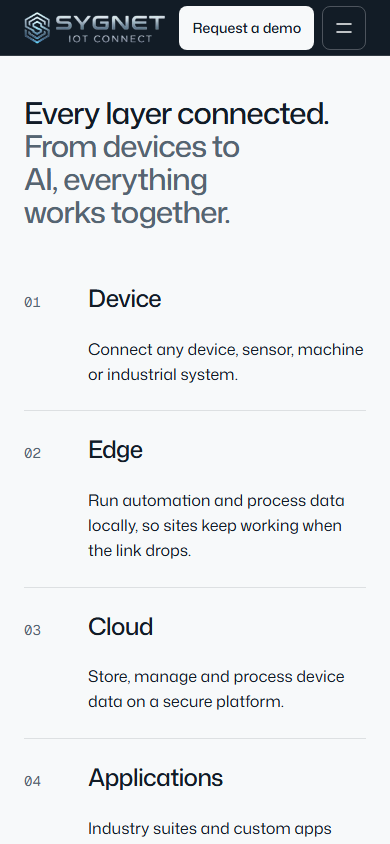 SYGNET
IOT CONNECT
Request a demo
Every layer connected.
From devices to
AI, everything
works together.
01
Device
Connect any device, sensor, machine
or industrial system.
02
Edge
Run automation and process data
locally, so sites keep working when
the link drops.
03
Cloud
Store, manage and process device
data on a secure platform.
04
Applications
Industry suites and custom apps